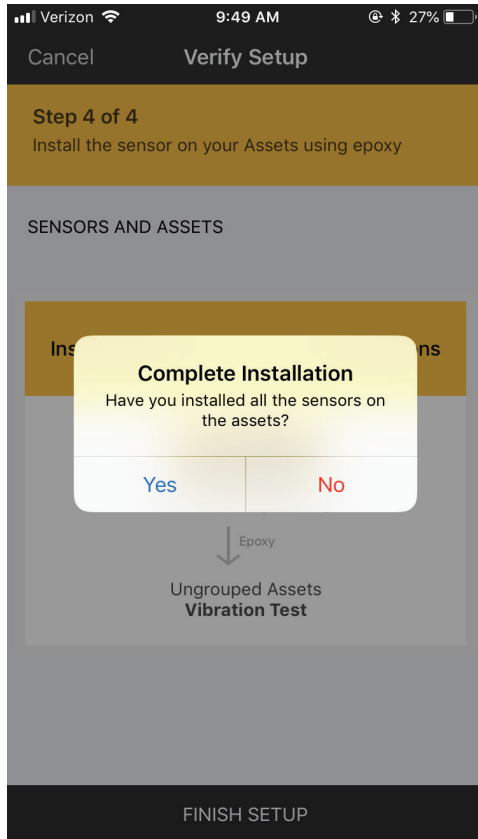 Verizon 9:49 AM 27%
Cancel Verify Setup
Step 4 of 4
Install the sensor on your Assets using epoxy
SENSORS AND ASSETS
Complete Installation
Have you installed all the sensors on
the assets?
Yes No
Epoxy
Ungrouped Assets
Vibration Test
FINISH SETUP